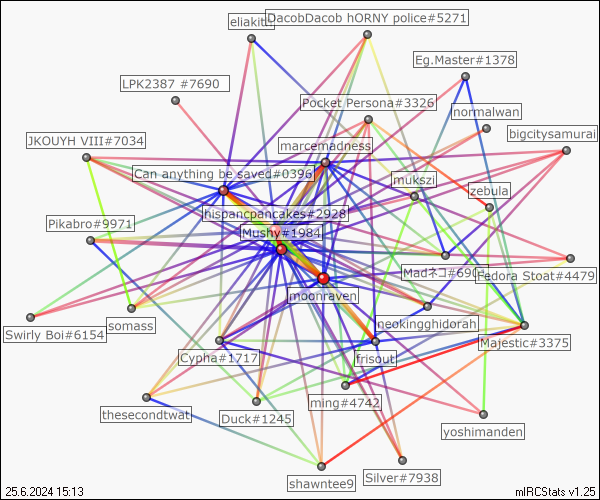 DacobDacob hORNY police#5271
eliakith
Eg.Master#1378
LPK2387 #7690
Pocket Persona#3326
normalwan
bigcitysamurai
JKOUYH VIII#7034
marcemadness
Can anything be saved#0396
mukszi
zebula
hispancpancakes#2928
Pikabro#9971
Mushy#1984
Madネコ#690
Fedora Stoat#4479
moonraven
somass
neokingghidorah
Swirly Boi#6154
Majestic#3375
Cypha#1717
frisout
ming#4742
thesecondtwat
Duck#1245
yoshimanden
shawntee9
Silver#7938
25.6.2024 15:13
mIRCStats v1.25